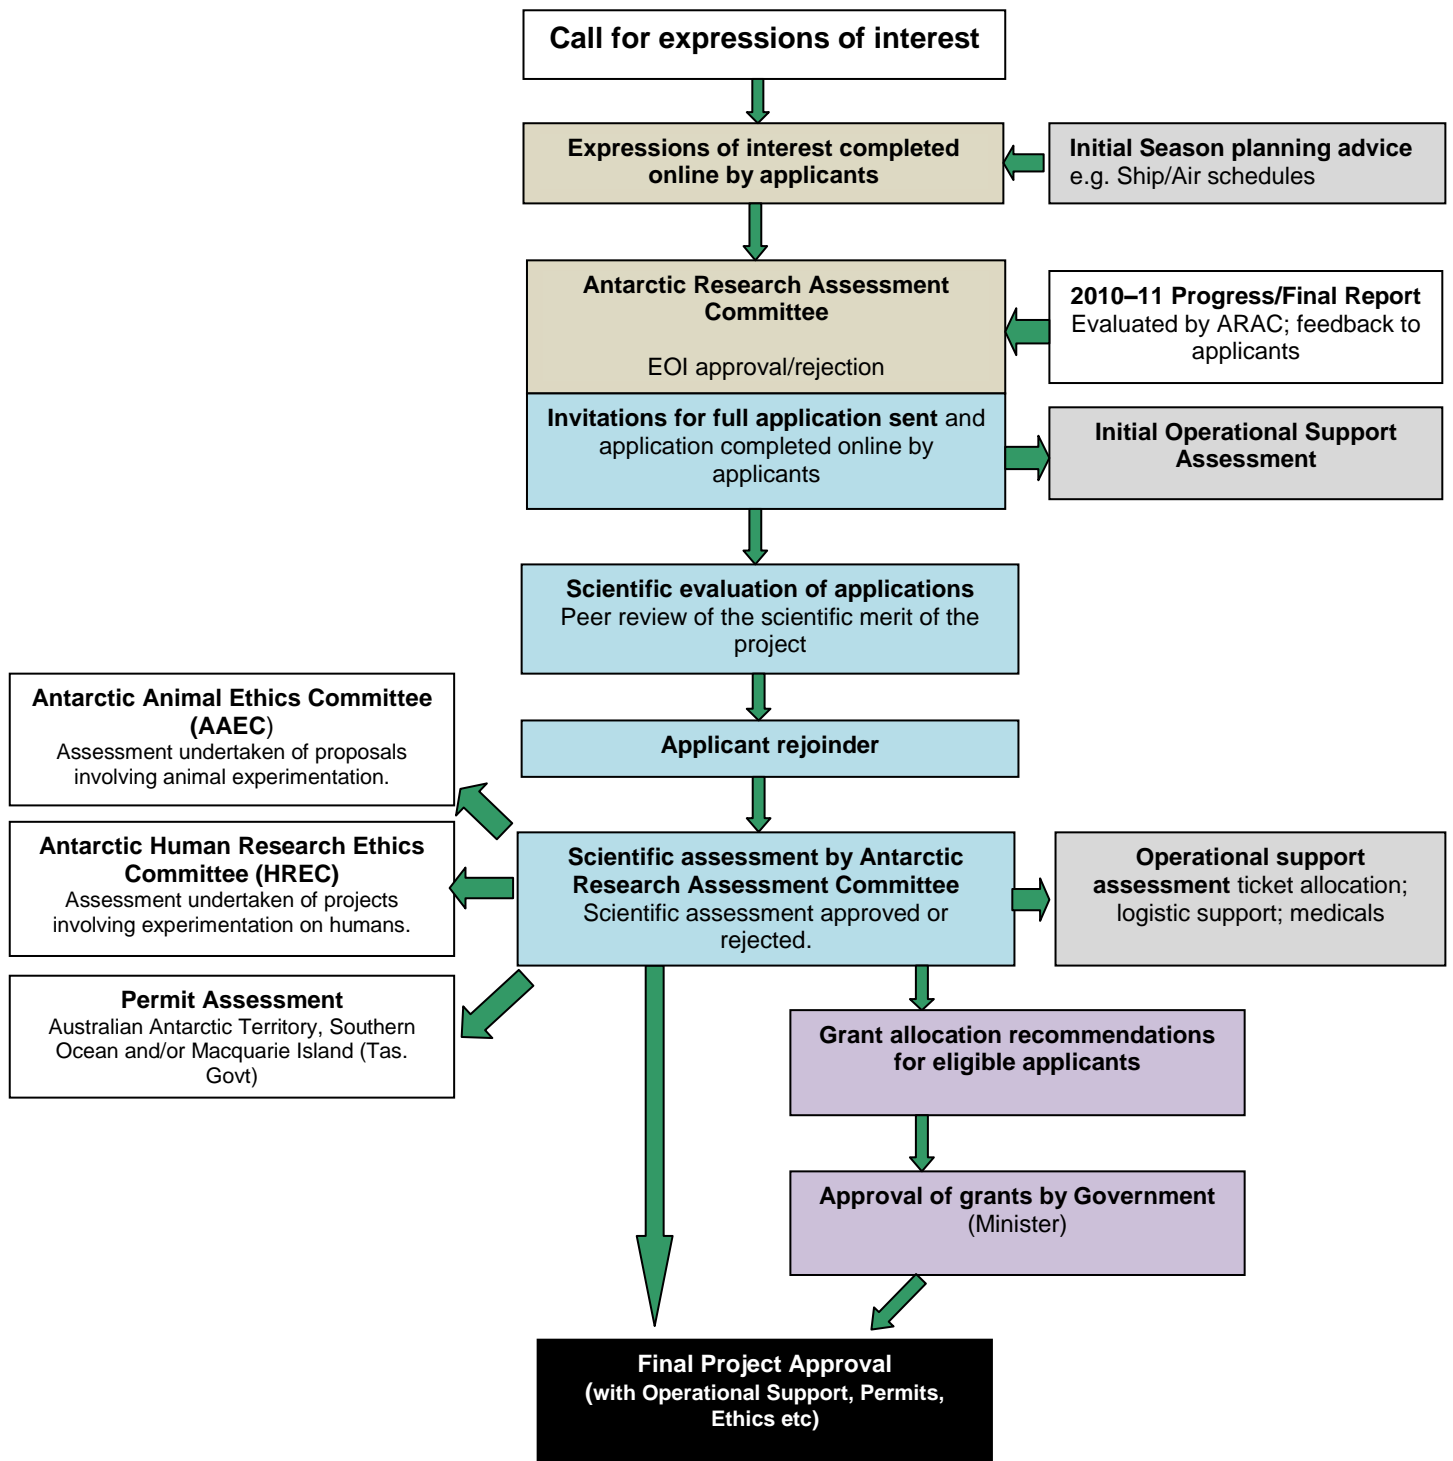 Call for expressions of interest
Expressions of interest completed
online by applicants
Initial Season planning advice
e.g. Ship/Air schedules
Antarctic Research Assessment
Committee
EOI approval/rejection
2010–11 Progress/Final Report
Evaluated by ARAC; feedback to
applicants
Invitations for full application sent and
application completed online by
applicants
Initial Operational Support
Assessment
Scientific evaluation of applications
Peer review of the scientific merit of the
project
Applicant rejoinder
Antarctic Animal Ethics Committee
(AAEC)
Assessment undertaken of proposals
involving animal experimentation.
Antarctic Human Research Ethics
Committee (HREC)
Assessment undertaken of projects
involving experimentation on humans.
Permit Assessment
Australian Antarctic Territory, Southern
Ocean and/or Macquarie Island (Tas.
Govt)
Scientific assessment by Antarctic
Research Assessment Committee
Scientific assessment approved or
rejected.
Operational support
assessment ticket allocation;
logistic support; medicals
Grant allocation recommendations
for eligible applicants
Approval of grants by Government
(Minister)
Final Project Approval
(with Operational Support, Permits,
Ethics etc)